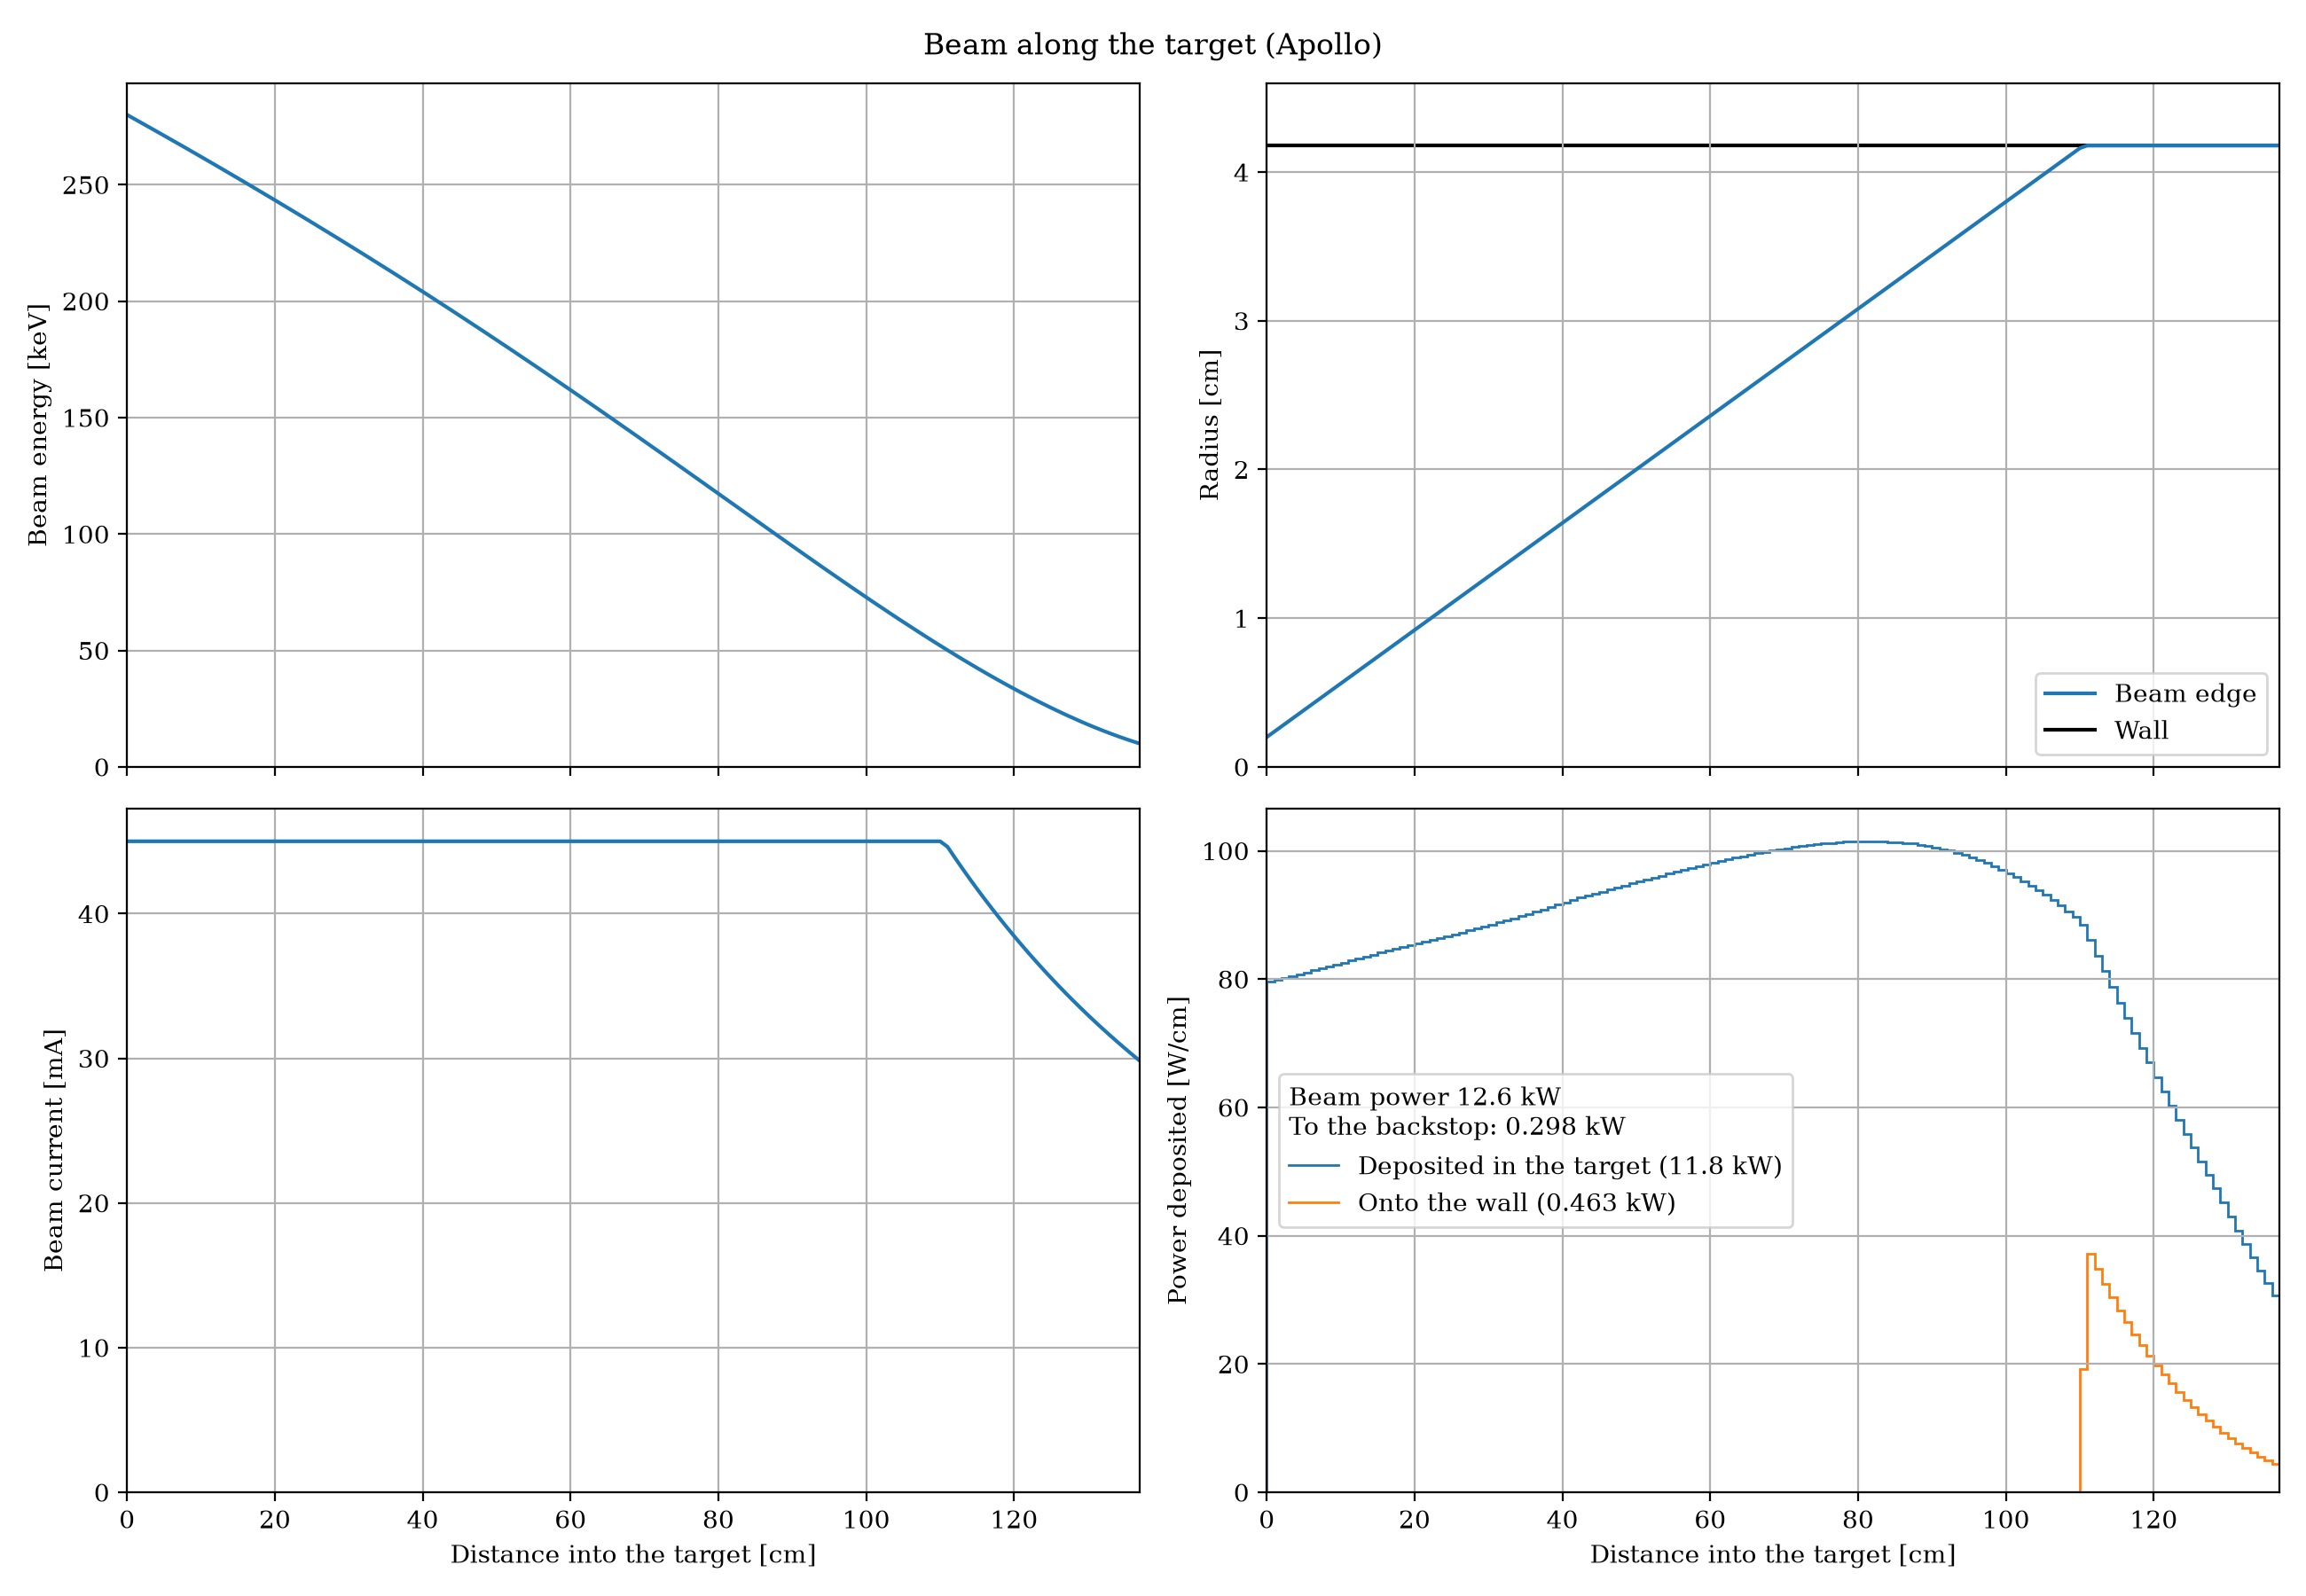 Beam along the target (Apollo)
Beam energy [keV]
250
200
150
100
50
0
Radius [cm]
4
3
2
1
0
Beam edge
Wall
Beam current [mA]
40
30
20
10
0
0 20 40 60 80 100 120
Distance into the target [cm]
Power deposited [W/cm]
100
80
60
40
20
0
Beam power 12.6 kW
To the backstop: 0.298 kW
Deposited in the target (11.8 kW)
Onto the wall (0.463 kW)
0 20 40 60 80 100 120
Distance into the target [cm]